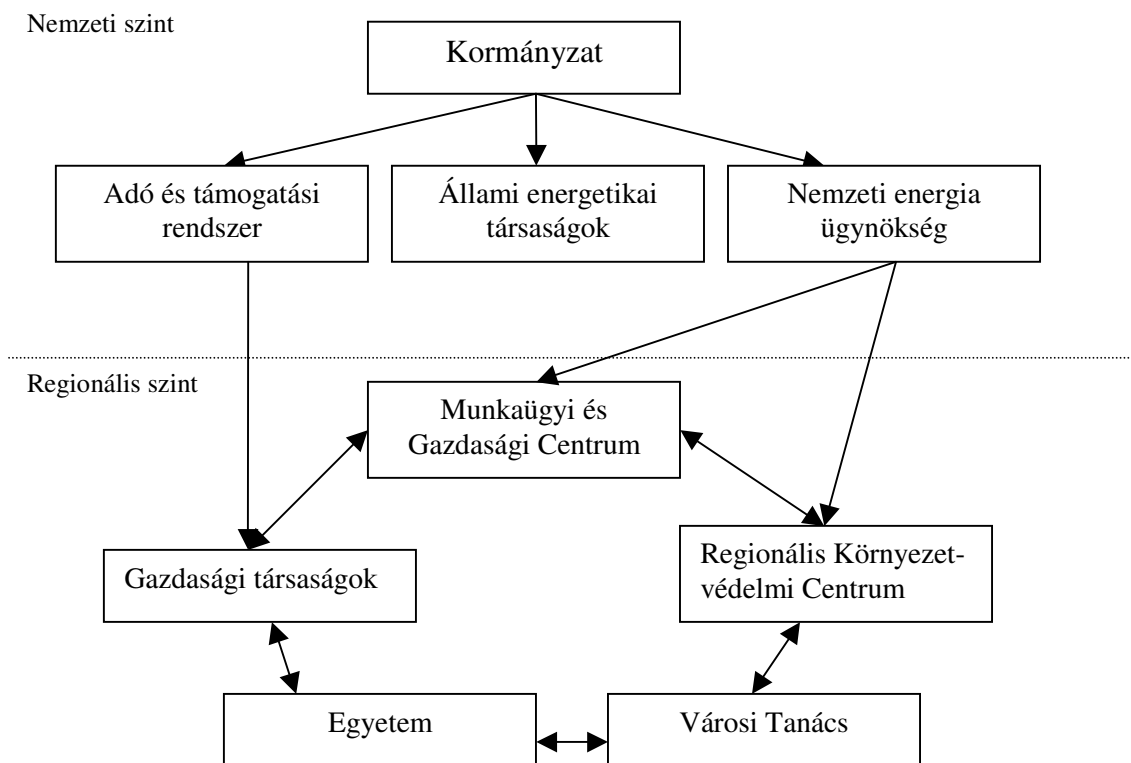 Nemzeti szint
Kormányzat
Adó és támogatási
rendszer
Állami energetikai
társaságok
Nemzeti energia
ügynökség
Regionális szint
Munkaügyi és
Gazdasági Centrum
Gazdasági társaságok
Regionális Környezet-
védelmi Centrum
Egyetem
Városi Tanács